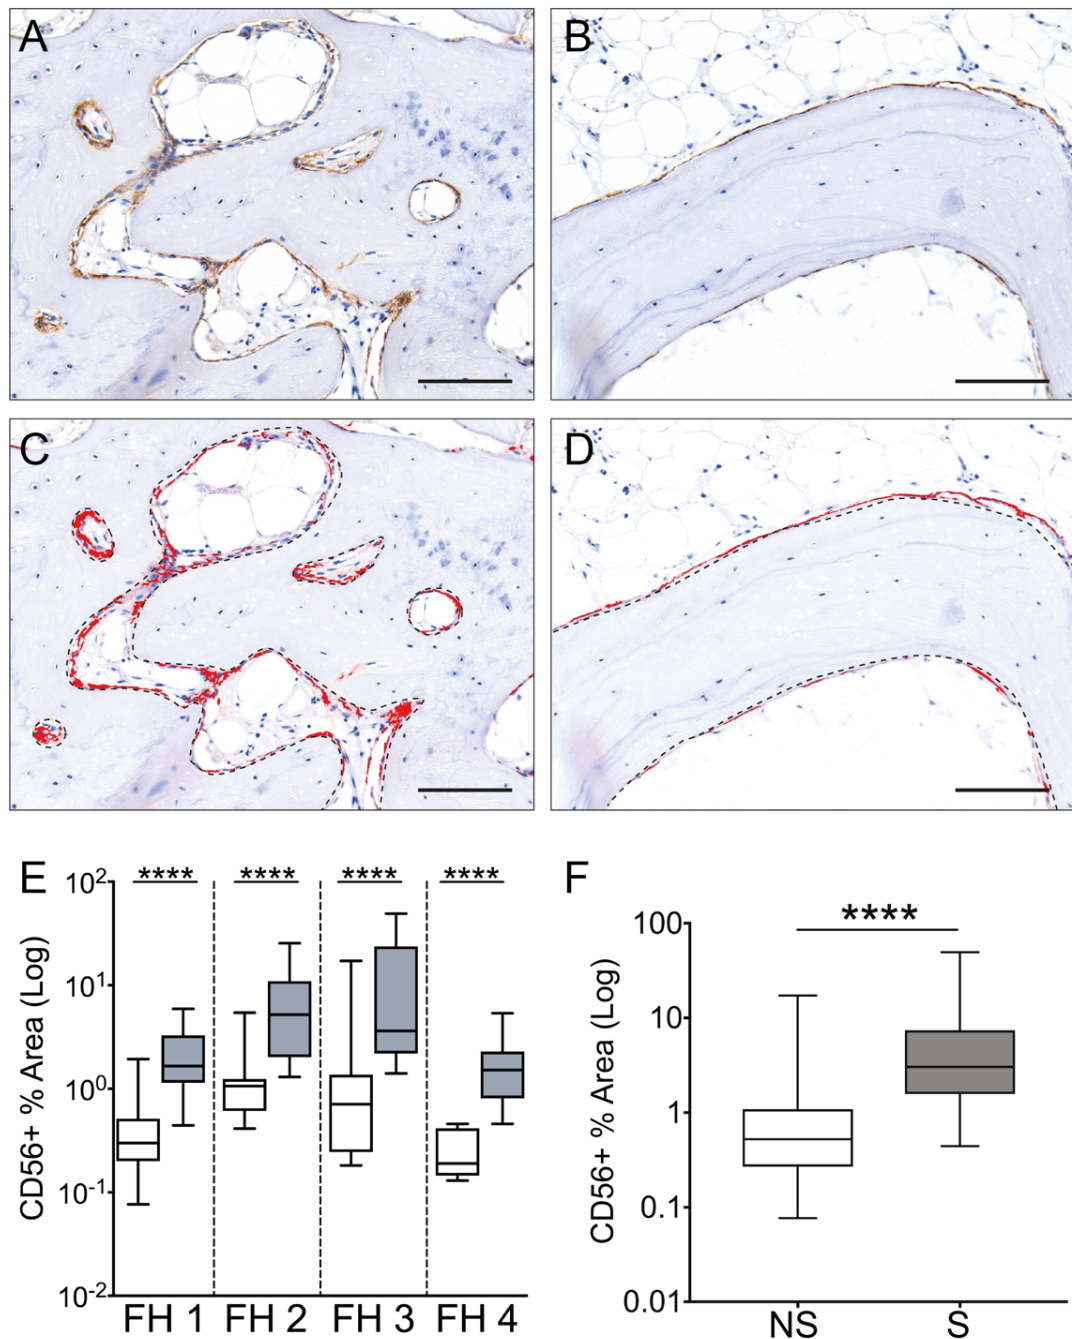 A
B
C
D
E
**** **** **** ****
CD56+ % Area (Log)
10²
10¹
10⁰
10⁻¹
10⁻²
FH 1 FH 2 FH 3 FH 4
F
****
CD56+ % Area (Log)
100
10
1
0.1
0.01
NS S